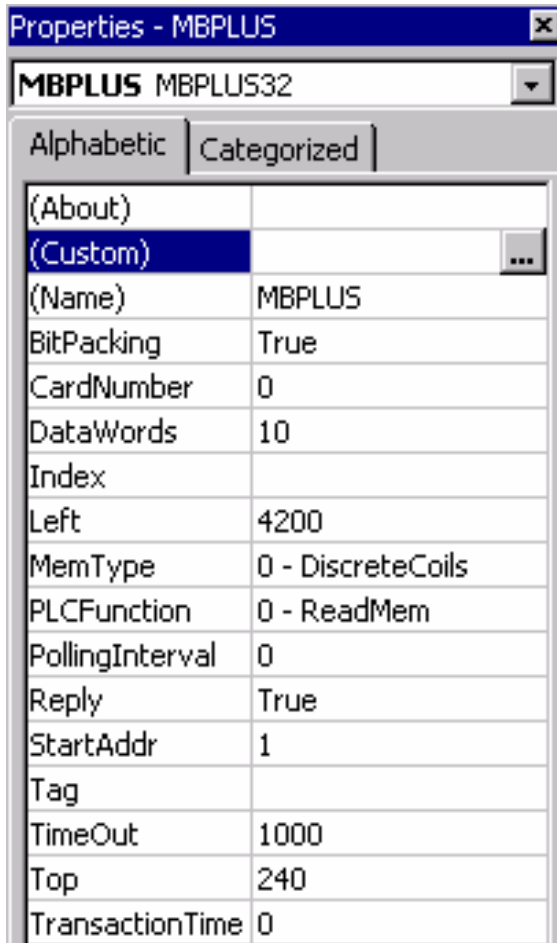 Properties - MBPLUS
MBPLUS MBPLUS32
Alphabetic Categorized
(About)
(Custom) ...
(Name) MBPLUS
BitPacking True
CardNumber 0
DataWords 10
Index
Left 4200
MemType 0 - DiscreteCoils
PLCFunction 0 - ReadMem
PollingInterval 0
Reply True
StartAddr 1
Tag
TimeOut 1000
Top 240
TransactionTime 0